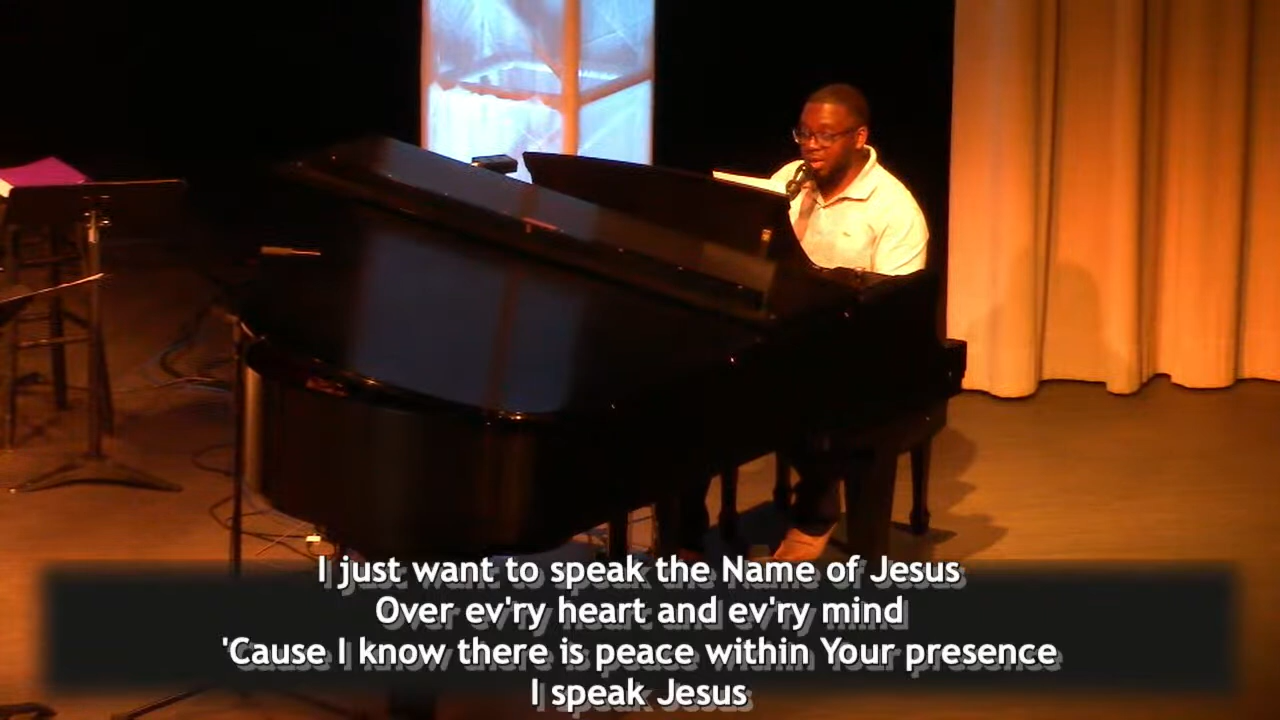 I just want to speak the Name of Jesus
Over ev'ry heart and ev'ry mind
'Cause I know there is peace within Your presence
I speak Jesus